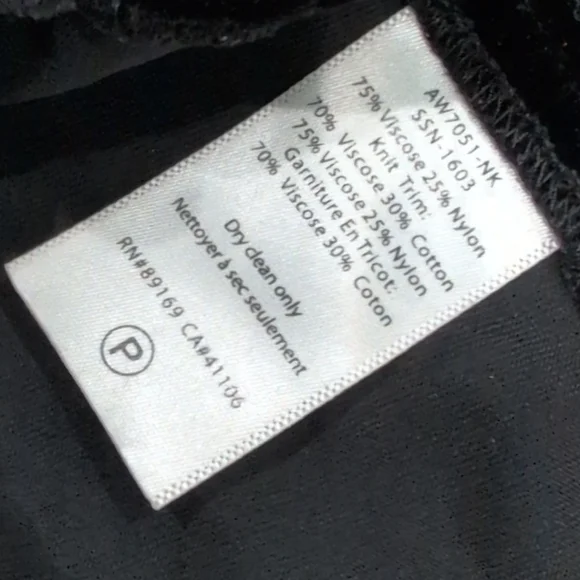 AW7051-NK
SSN-1603
75% Viscose 25% Nylon
Knit Trim:
70% Viscose 30% Cotton
75% Viscose 25% Nylon
Garniture En Tricot:
70% Viscose 30% Coton
Dry clean only
Nettoyer à sec seulement
RN#89169 CA#41106
P